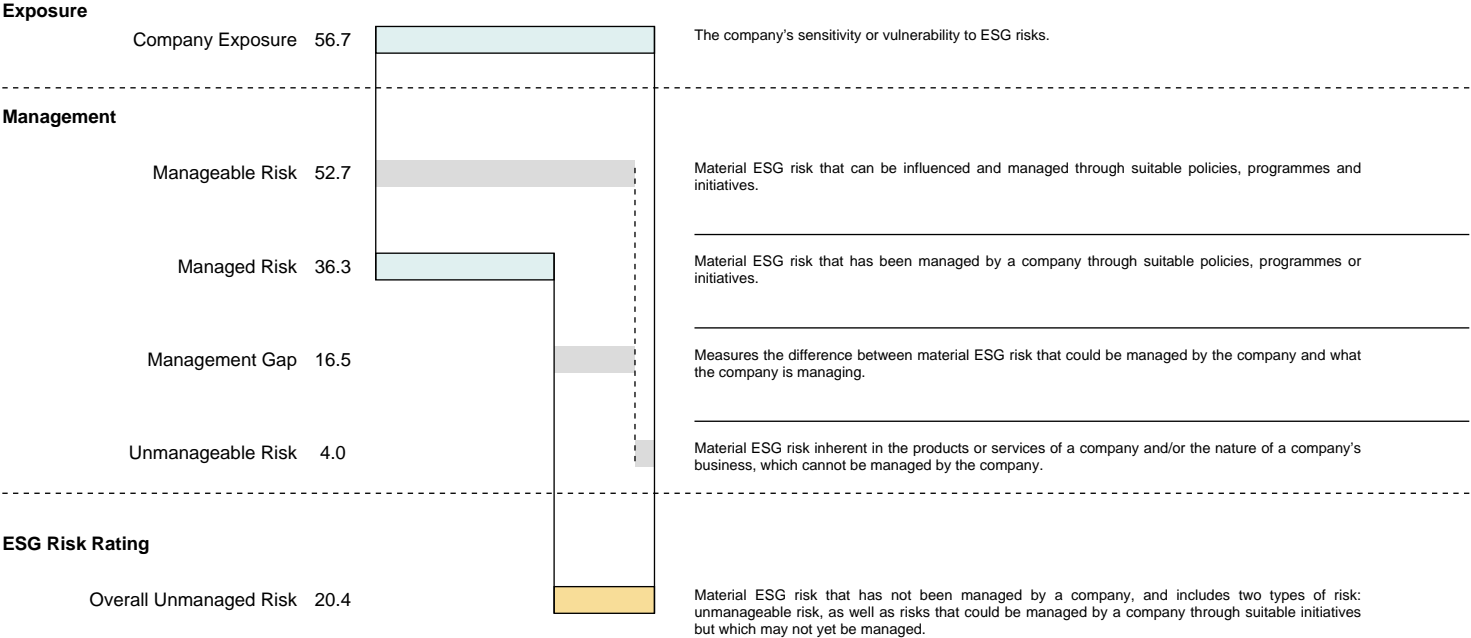 Exposure
Company Exposure 56.7
The company’s sensitivity or vulnerability to ESG risks.
Management
Manageable Risk 52.7
Material ESG risk that can be influenced and managed through suitable policies, programmes and
initiatives.
Managed Risk 36.3
Material ESG risk that has been managed by a company through suitable policies, programmes or
initiatives.
Management Gap 16.5
Measures the difference between material ESG risk that could be managed by the company and what
the company is managing.
Unmanageable Risk 4.0
Material ESG risk inherent in the products or services of a company and/or the nature of a company’s
business, which cannot be managed by the company.
ESG Risk Rating
Overall Unmanaged Risk 20.4
Material ESG risk that has not been managed by a company, and includes two types of risk:
unmanageable risk, as well as risks that could be managed by a company through suitable initiatives
but which may not yet be managed.